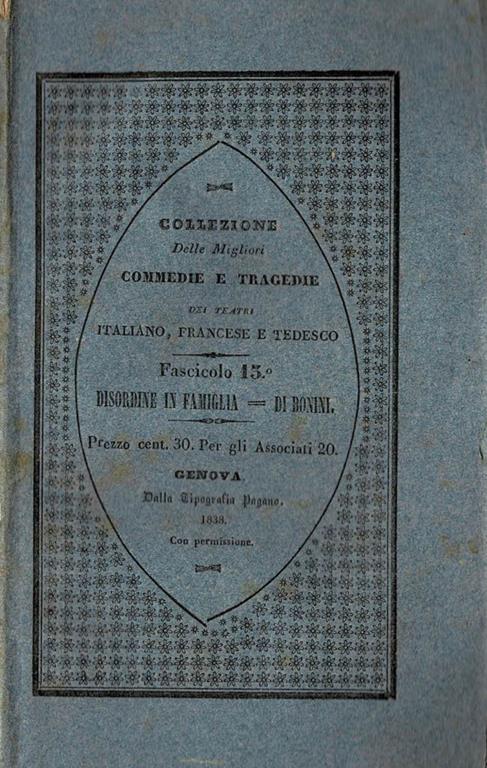 COLLEZIONE
Delle Migliori
COMMEDIE E TRAGEDIE
DEI TEATRI
ITALIANO, FRANCESE E TEDESCO
Fascicolo 15.º
DISORDINE IN FAMIGLIA = DI BONINI.
Prezzo cent. 30. Per gli Associati 20.
GENOVA
Dalla Tipografia Pagano.
1838.
Con permissione.